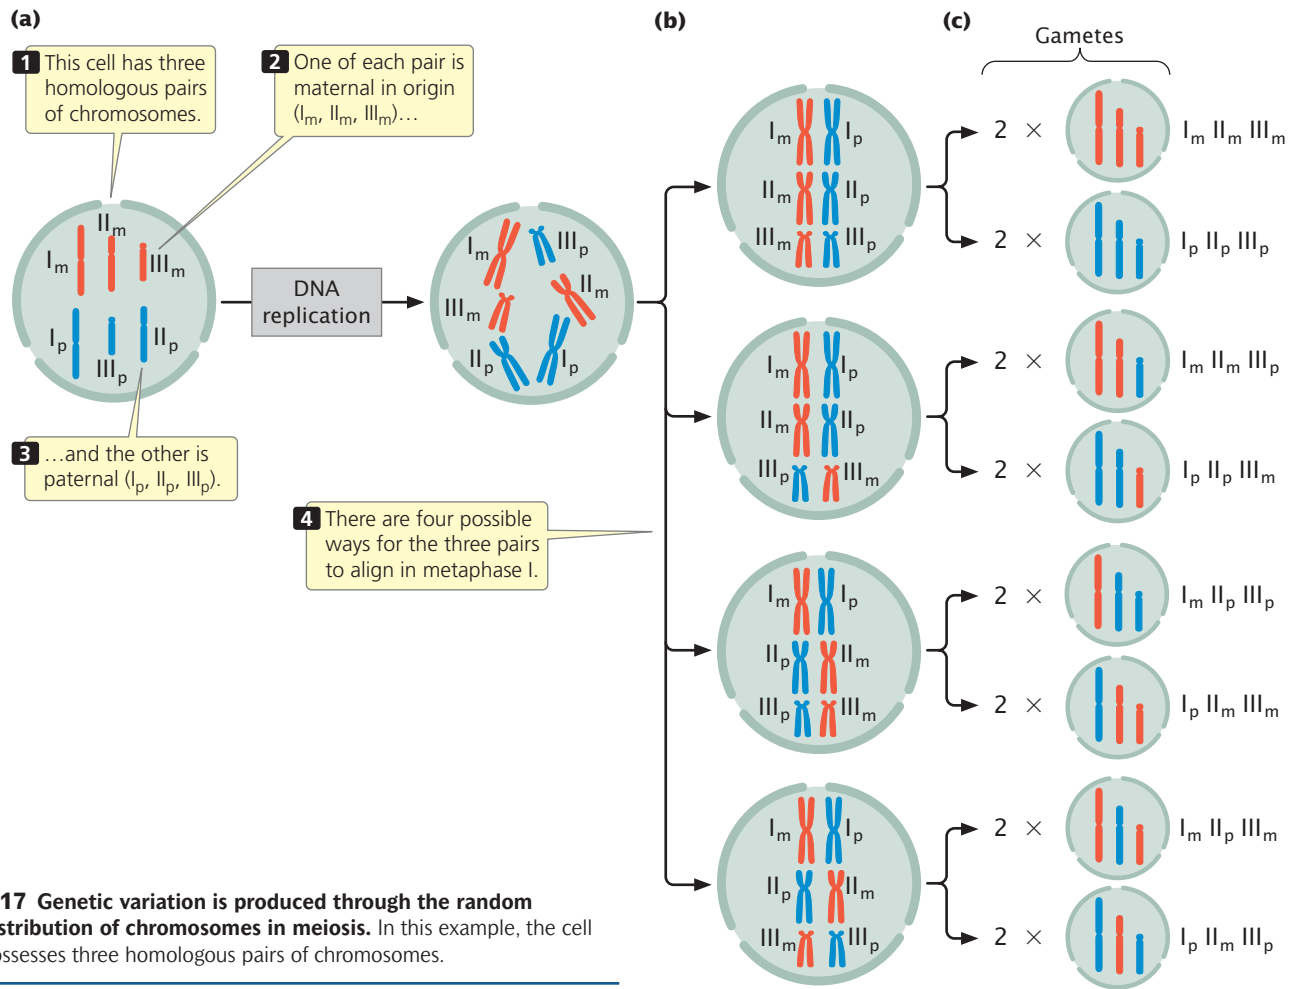 (a)
1 This cell has three
homologous pairs
of chromosomes.
2 One of each pair is
maternal in origin
(Iₘ, IIₘ, IIIₘ)…
Iₘ
IIₘ
IIIₘ
Iₚ
IIIₚ
IIₚ
3 …and the other is
paternal (Iₚ, IIₚ, IIIₚ).
DNA
replication
Iₘ
IIIₚ
IIₘ
IIIₘ
IIₚ
Iₚ
4 There are four possible
ways for the three pairs
to align in metaphase I.
(b)
Iₘ Iₚ
IIₘ IIₚ
IIIₘ IIIₚ
Iₘ Iₚ
IIₘ IIₚ
IIIₚ IIIₘ
Iₘ Iₚ
IIₚ IIₘ
IIIₚ IIIₘ
Iₘ Iₚ
IIₚ IIₘ
IIIₘ IIIₚ
(c)
Gametes
2 × Iₘ IIₘ IIIₘ
2 × Iₚ IIₚ IIIₚ
2 × Iₘ IIₘ IIIₚ
2 × Iₚ IIₚ IIIₘ
2 × Iₘ IIₚ IIIₚ
2 × Iₚ IIₘ IIIₘ
2 × Iₘ IIₚ IIIₘ
2 × Iₚ IIₘ IIIₚ
17 Genetic variation is produced through the random
stribution of chromosomes in meiosis. In this example, the cell
ossesses three homologous pairs of chromosomes.